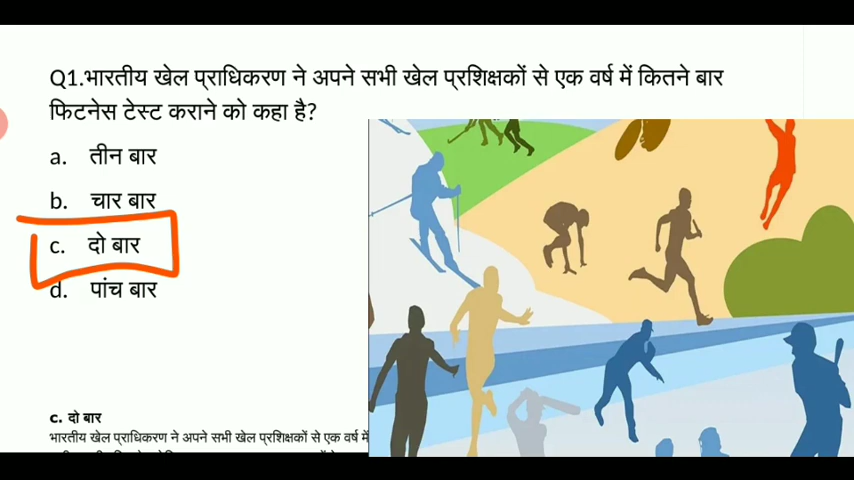 Q1.भारतीय खेल प्राधिकरण ने अपने सभी खेल प्रशिक्षकों से एक वर्ष में कितने बार
फिटनेस टेस्ट कराने को कहा है?
a. तीन बार
b. चार बार
c. दो बार
d. पांच बार
c. दो बार
भारतीय खेल प्राधिकरण ने अपने सभी खेल प्रशिक्षकों से एक वर्ष में